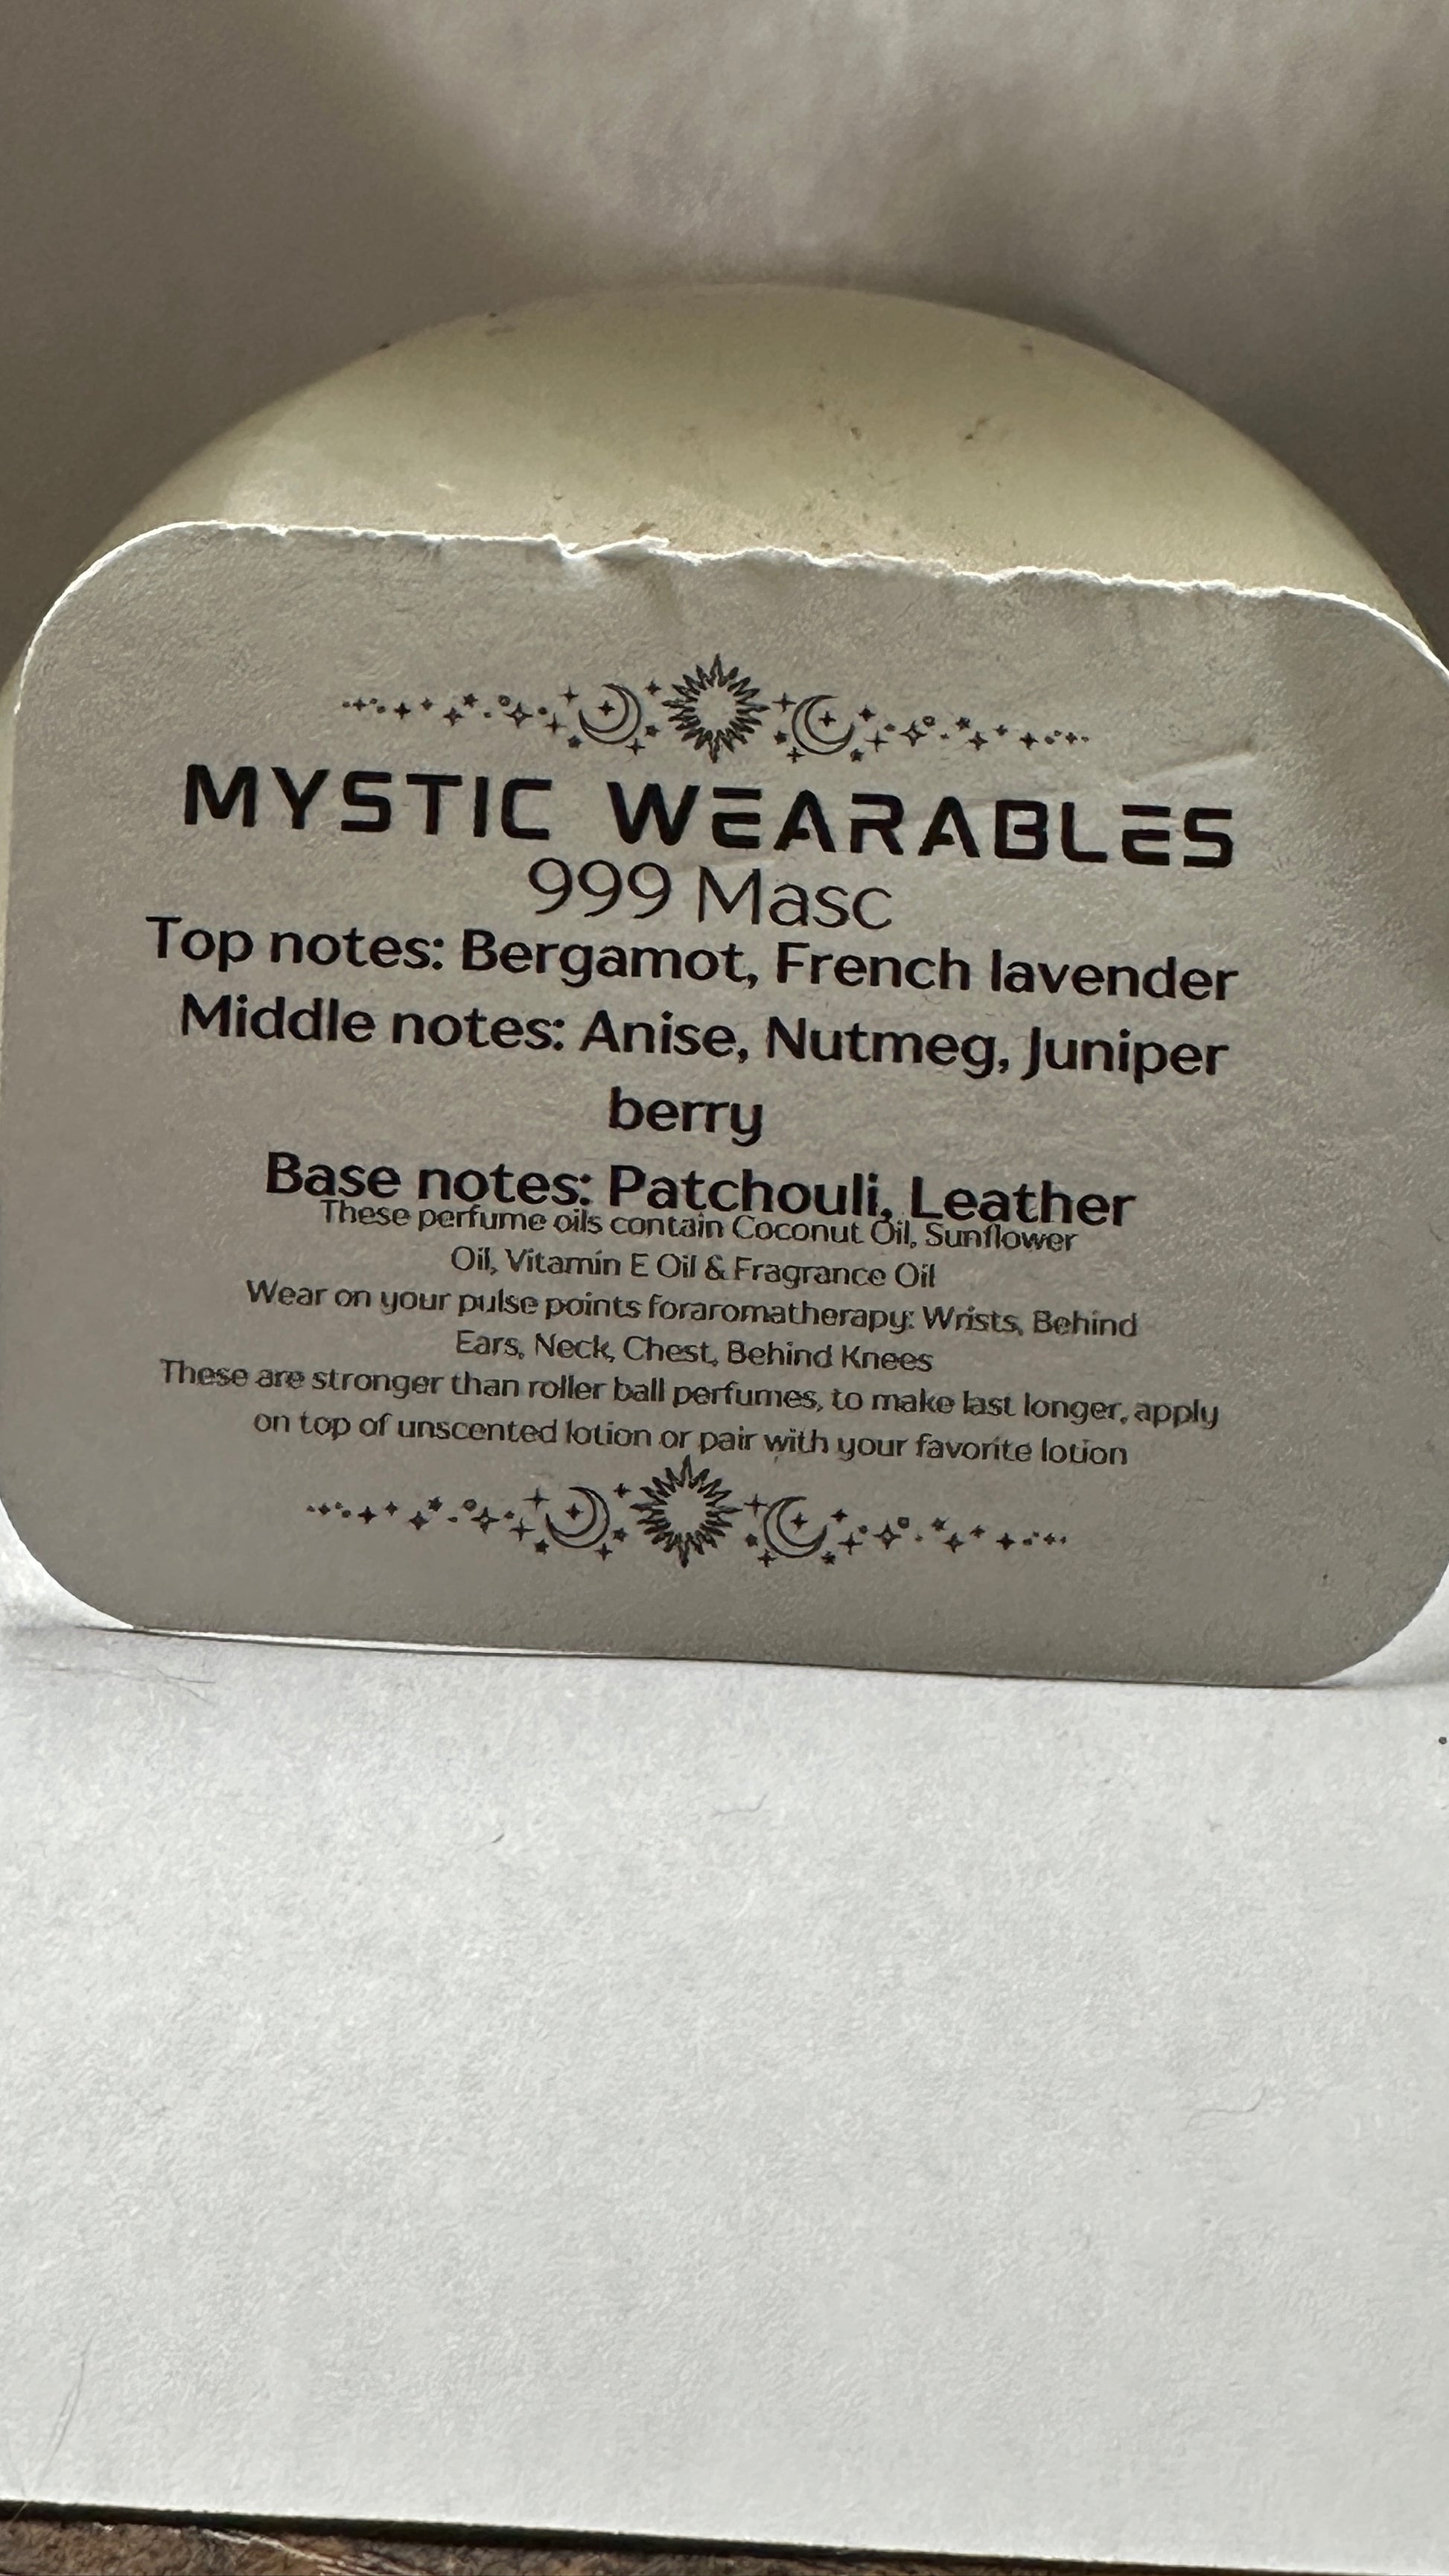 MYSTIC WEARABLES
999 Masc
Top notes: Bergamot, French lavender
Middle notes: Anise, Nutmeg, Juniper
berry
Base notes: Patchouli, Leather
These perfume oils contain Coconut Oil, Sunflower
Oil, Vitamin E Oil & Fragrance Oil
Wear on your pulse points foraromatherapy: Wrists, Behind
Ears, Neck, Chest, Behind Knees
These are stronger than roller ball perfumes, to make last longer, apply
on top of unscented lotion or pair with your favorite lotion